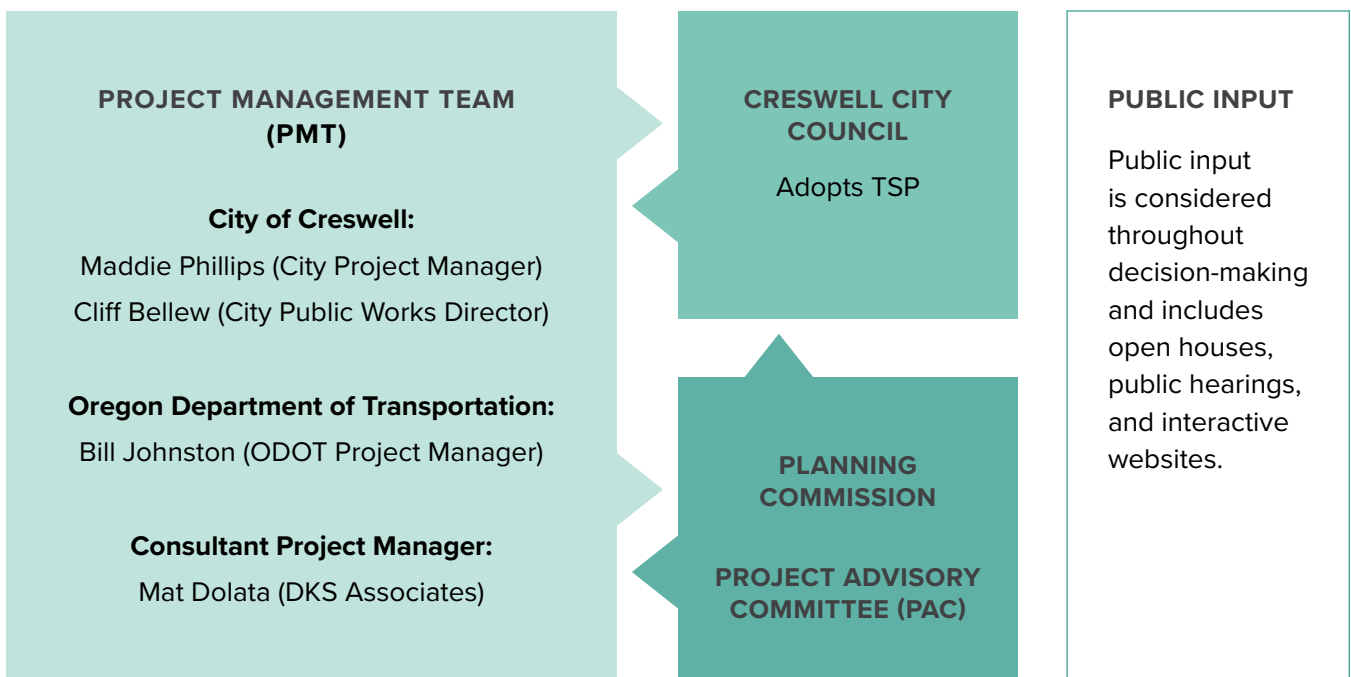 PROJECT MANAGEMENT TEAM
(PMT)
City of Creswell:
Maddie Phillips (City Project Manager)
Cliff Bellew (City Public Works Director)
Oregon Department of Transportation:
Bill Johnston (ODOT Project Manager)
Consultant Project Manager:
Mat Dolata (DKS Associates)
CRESWELL CITY
COUNCIL
Adopts TSP
PLANNING
COMMISSION
PROJECT ADVISORY
COMMITTEE (PAC)
PUBLIC INPUT
Public input
is considered
throughout
decision-making
and includes
open houses,
public hearings,
and interactive
websites.